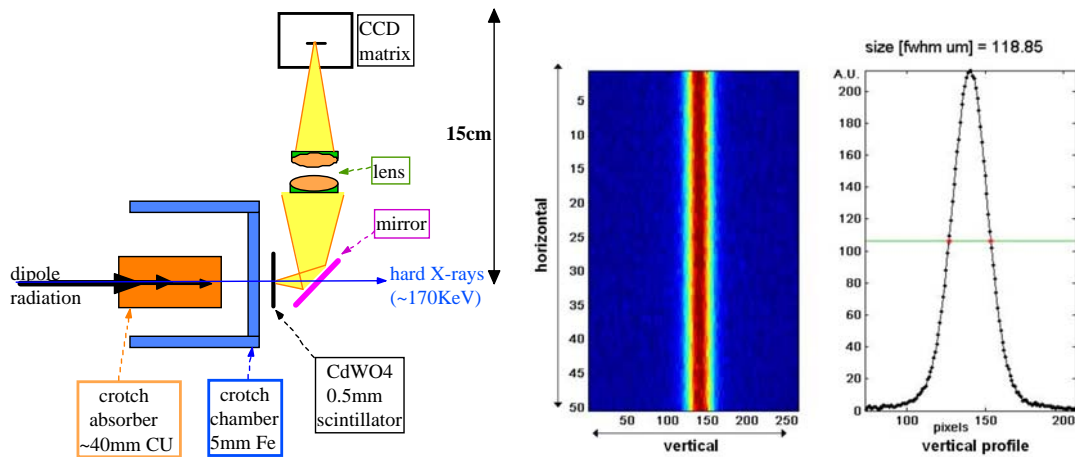 CCD
matrix
15cm
lens
mirror
dipole
radiation
hard X-rays
(~170KeV)
crotch
absorber
~40mm CU
crotch
chamber
5mm Fe
CdWO4
0.5mm
scintillator
horizontal
5
10
15
20
25
30
35
40
45
50
50 100 150 200 250
vertical
size [fwhm um] = 118.85
A.U.
200
180
160
140
120
100
80
60
40
20
0
100 150 200
pixels
vertical profile